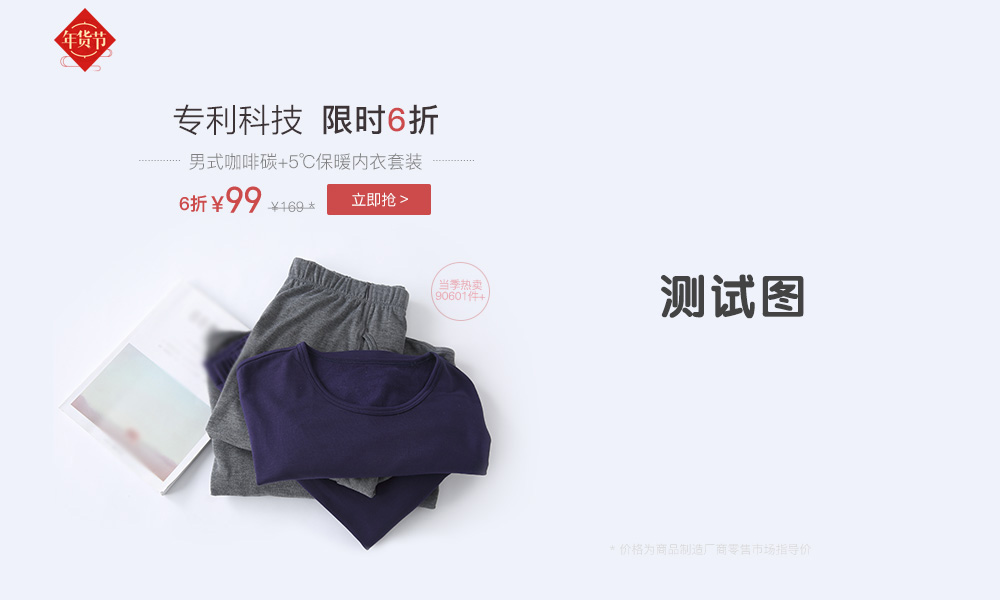 年货节
专利科技 限时6折
男式咖啡碳+5℃保暖内衣套装
6折 ¥99 ¥169 * 立即抢 >
当季热卖
90601件+
测试图
* 价格为商品制造厂商零售市场指导价